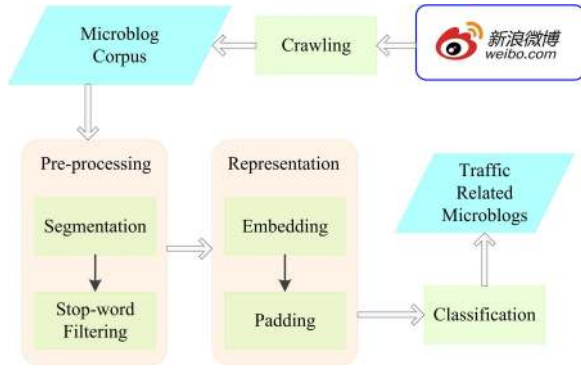 Microblog
Corpus
Crawling
新浪微博
weibo.com
Pre-processing
Segmentation
Stop-word
Filtering
Representation
Embedding
Padding
Traffic
Related
Microblogs
Classification